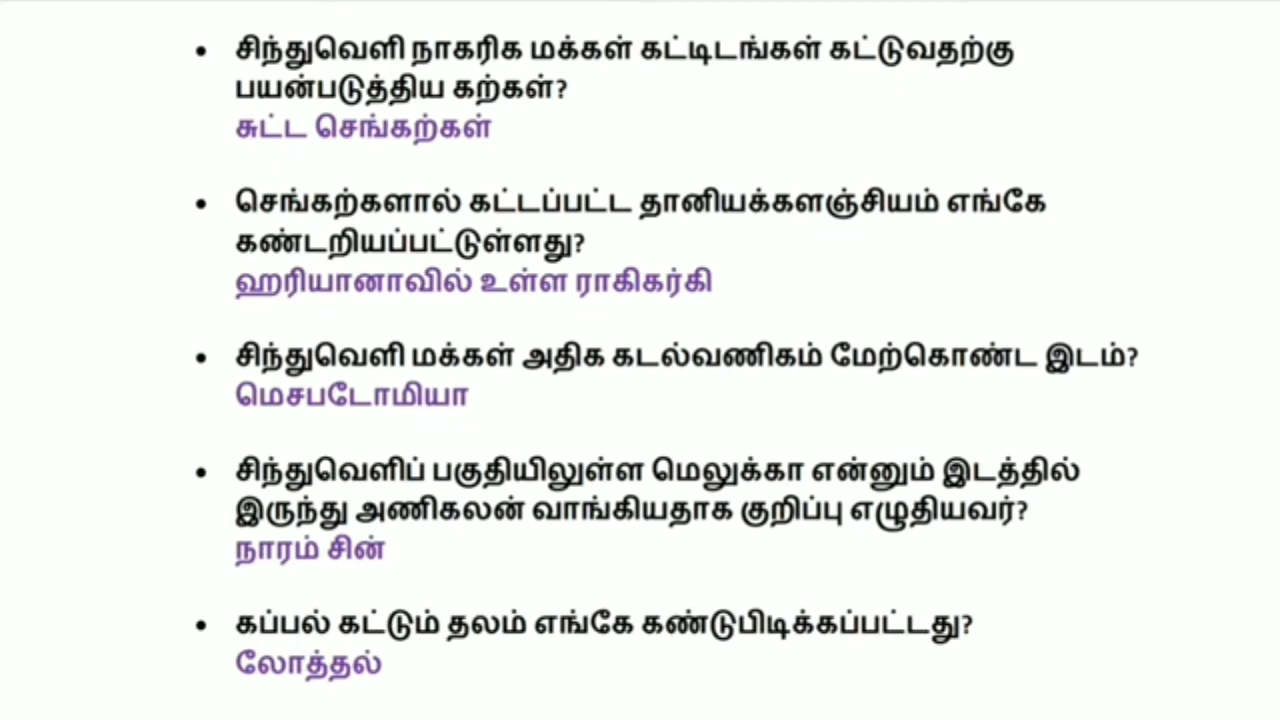 • சிந்துவெளி நாகரிக மக்கள் கட்டிடங்கள் கட்டுவதற்கு
பயன்படுத்திய கற்கள்?
சுட்ட செங்கற்கள்
• செங்கற்களால் கட்டப்பட்ட தானியக்களஞ்சியம் எங்கே
கண்டறியப்பட்டுள்ளது?
ஹரியானாவில் உள்ள ராகிகர்கி
• சிந்துவெளி மக்கள் அதிக கடல்வணிகம் மேற்கொண்ட இடம்?
மெசபடோமியா
• சிந்துவெளிப் பகுதியிலுள்ள மெலுக்கா என்னும் இடத்தில்
இருந்து அணிகலன் வாங்கியதாக குறிப்பு எழுதியவர்?
நாரம் சின்
• கப்பல் கட்டும் தலம் எங்கே கண்டுபிடிக்கப்பட்டது?
லோத்தல்